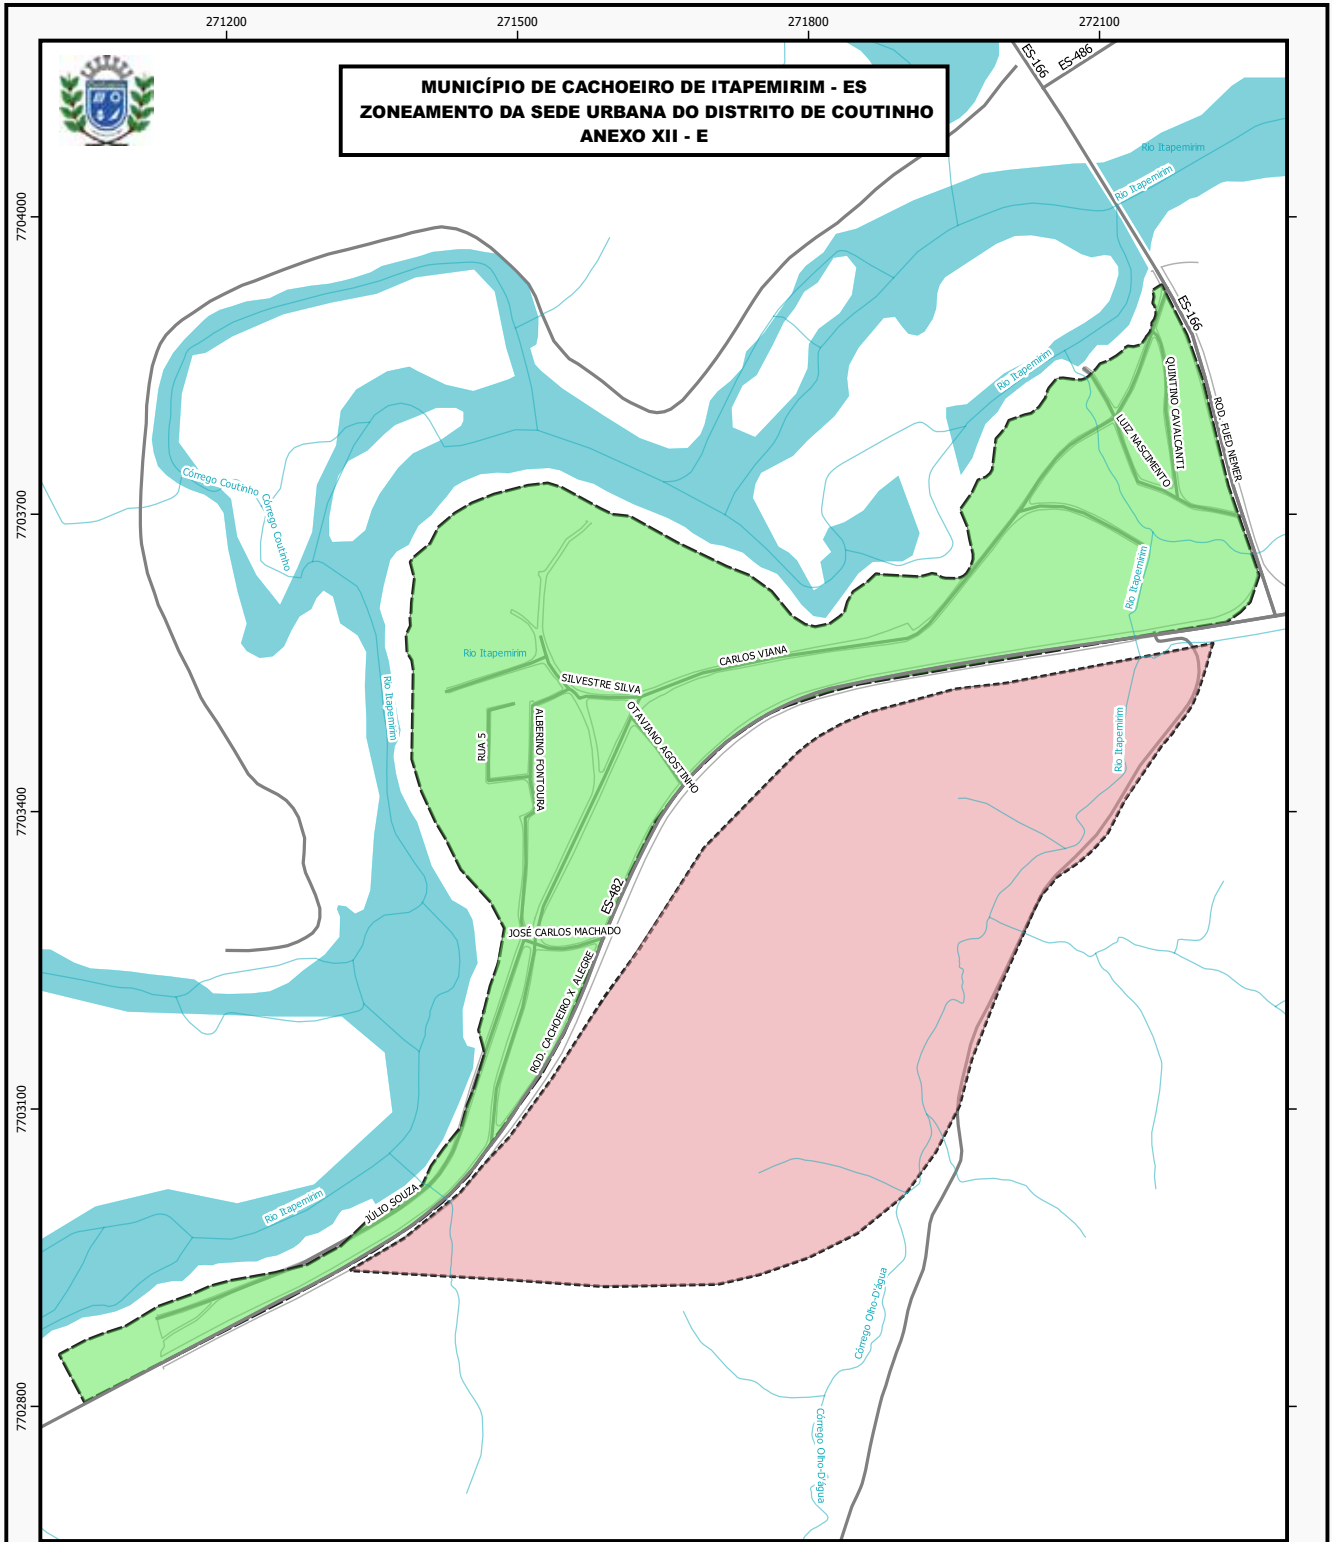 271200
271500
271800
272100
MUNICÍPIO DE CACHOEIRO DE ITAPEMIRIM - ES
ZONEAMENTO DA SEDE URBANA DO DISTRITO DE COUTINHO
ANEXO XII - E
ES-166
ES-486
Rio Itapemirim
Rio Itapemirim
7704000
ES-166
Rio Itapemirim
QUINTINO CAVALCANTI
ROD. FUED NEMER
LUIZ NASCIMENTO
Córrego Coutinho
Córrego Coutinho
7703700
Rio Itapemirim
Rio Itapemirim
CARLOS VIANA
SILVESTRE SILVA
Rio Itapemirim
OTAVIANO AGOSTINHO
ALBERINO FONTOURA
RUA 5
Rio Itapemirim
7703400
ES-482
JOSÉ CARLOS MACHADO
ROD. CACHOEIRO X ALEGRE
7703100
JÚLIO SOUZA
Rio Itapemirim
Córrego Olho-D'água
7702800
Córrego Olho-D'água